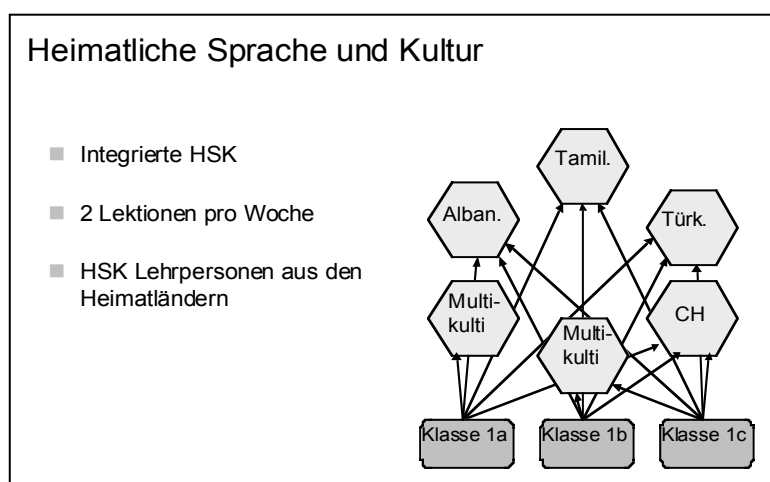 Heimatliche Sprache und Kultur
Integrierte HSK
2 Lektionen pro Woche
HSK Lehrpersonen aus den
Heimatländern
Tamil.
Alban.
Türk.
Multi-
kulti
Multi-
kulti
CH
Klasse 1a
Klasse 1b
Klasse 1c